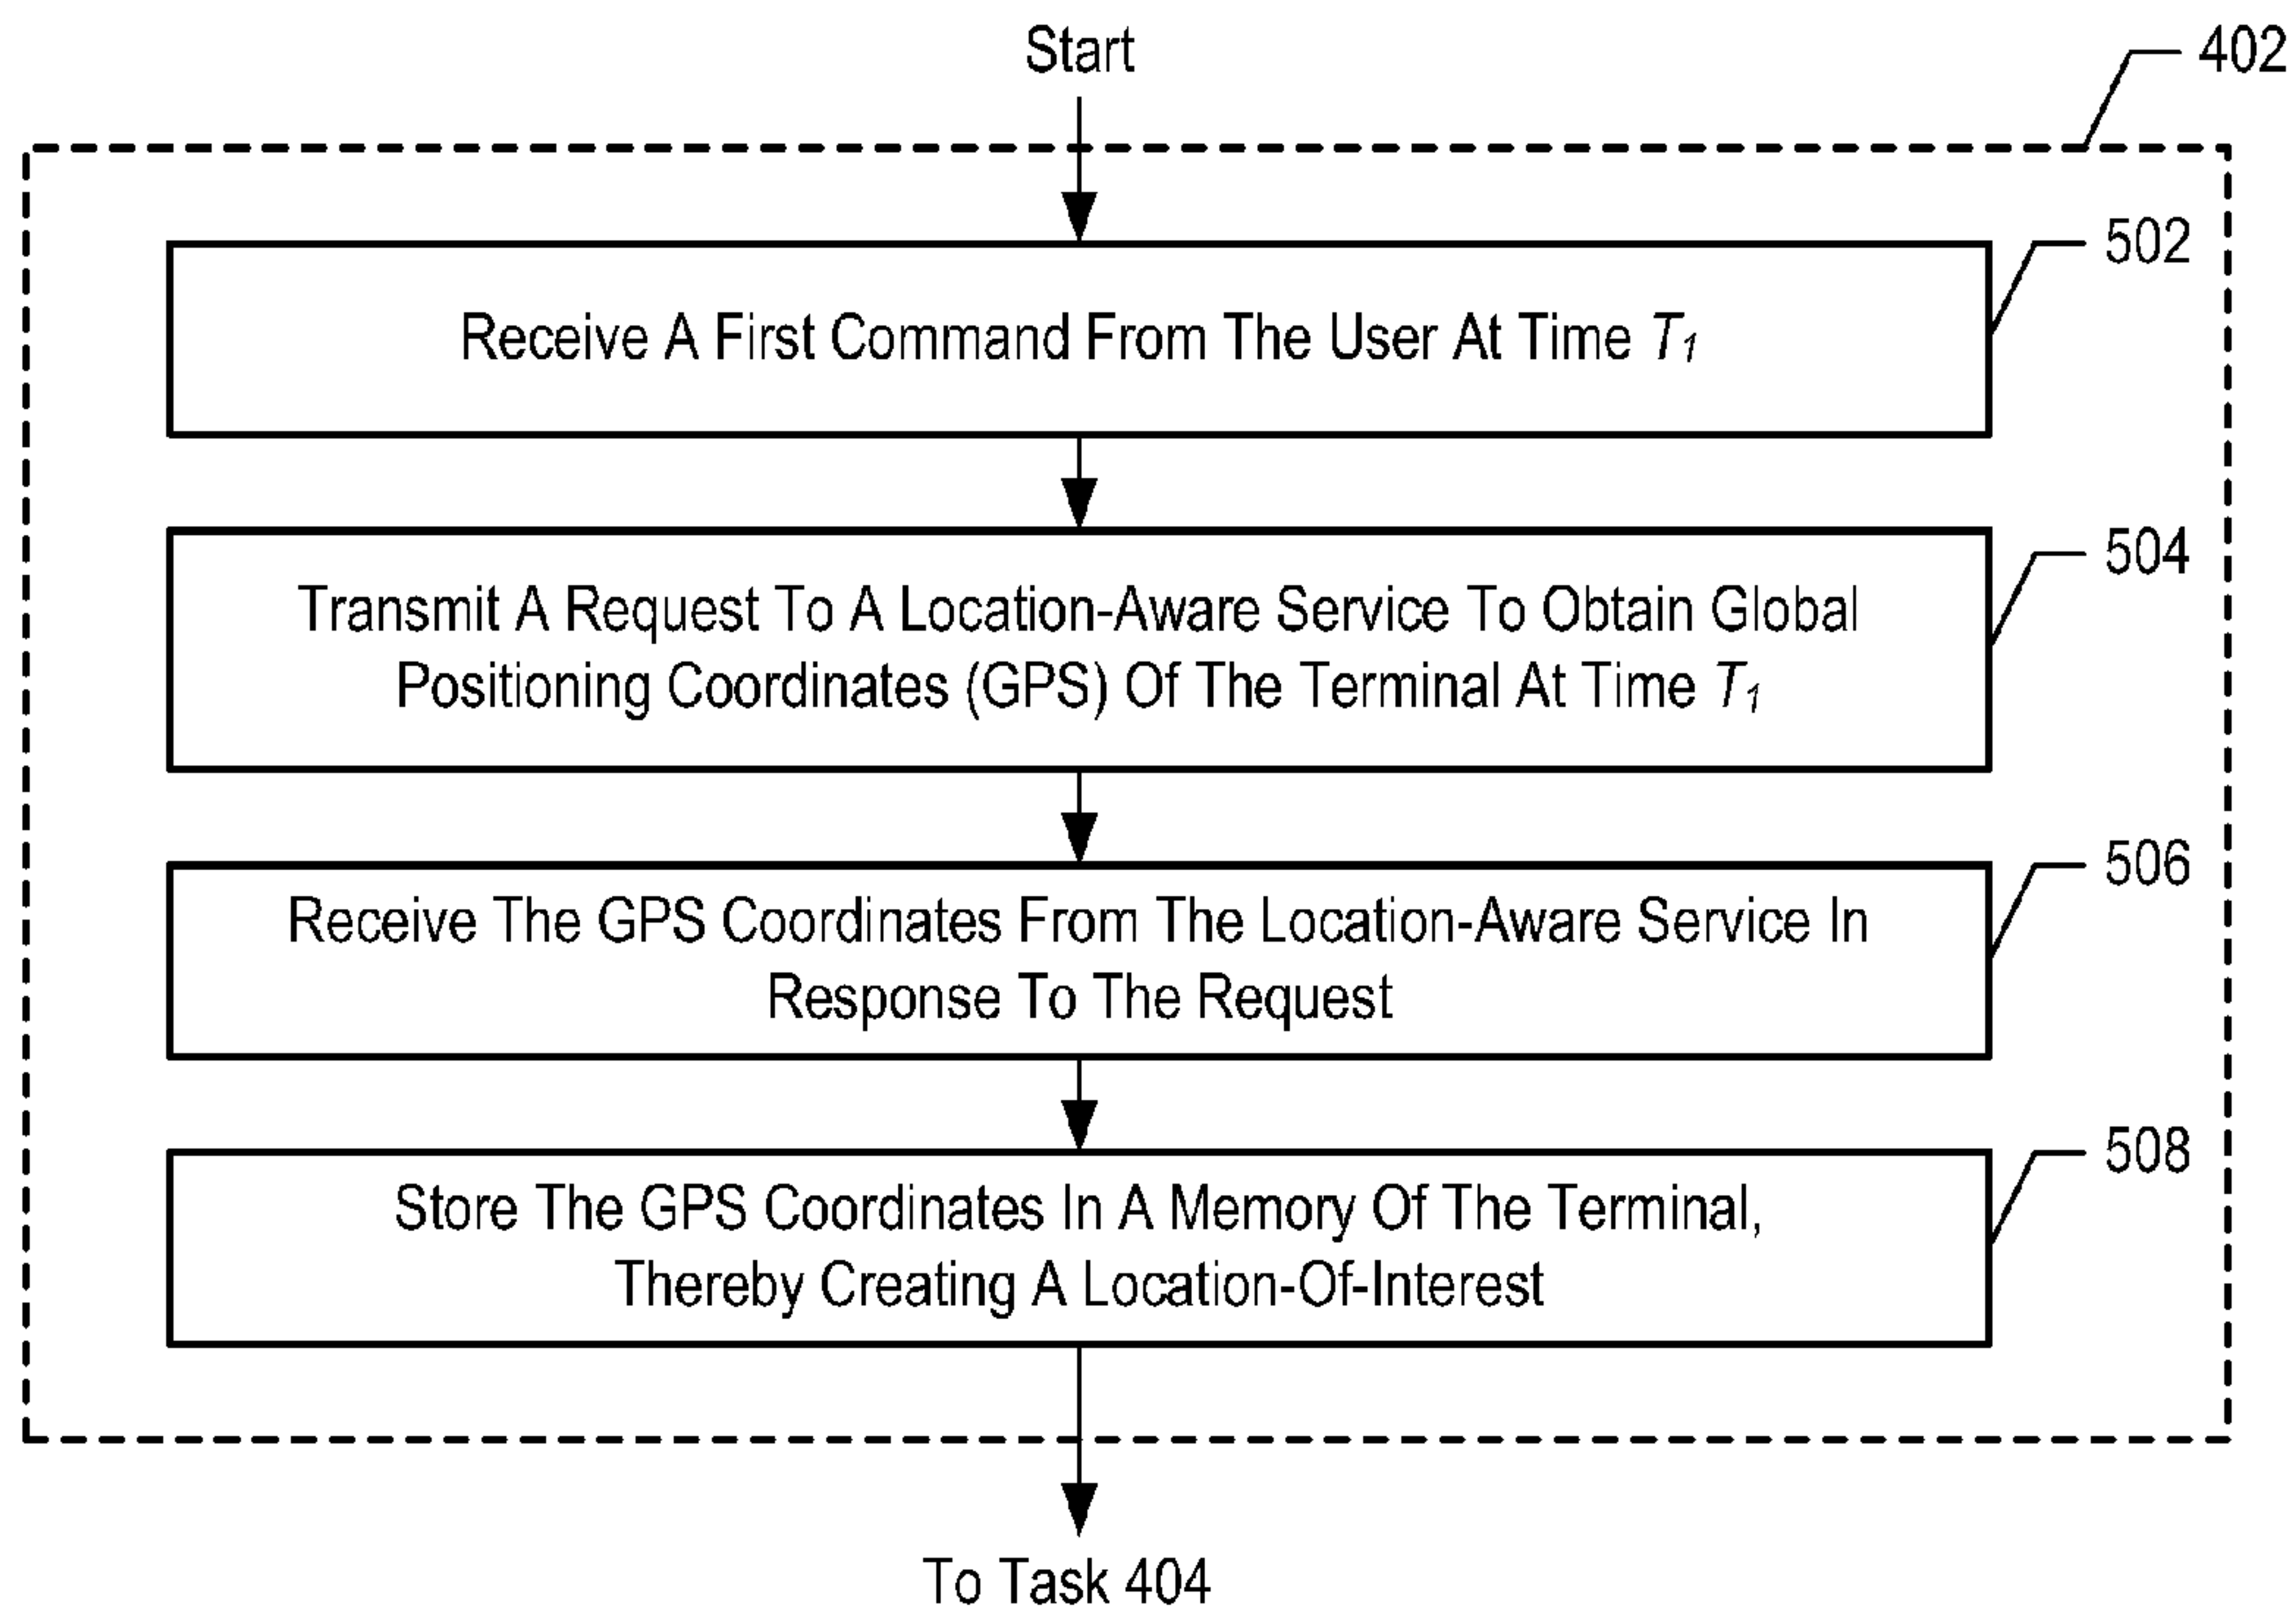 Start
402
502
Receive A First Command From The User At Time T₁
504
Transmit A Request To A Location-Aware Service To Obtain Global
Positioning Coordinates (GPS) Of The Terminal At Time T₁
506
Receive The GPS Coordinates From The Location-Aware Service In
Response To The Request
508
Store The GPS Coordinates In A Memory Of The Terminal,
Thereby Creating A Location-Of-Interest
To Task 404